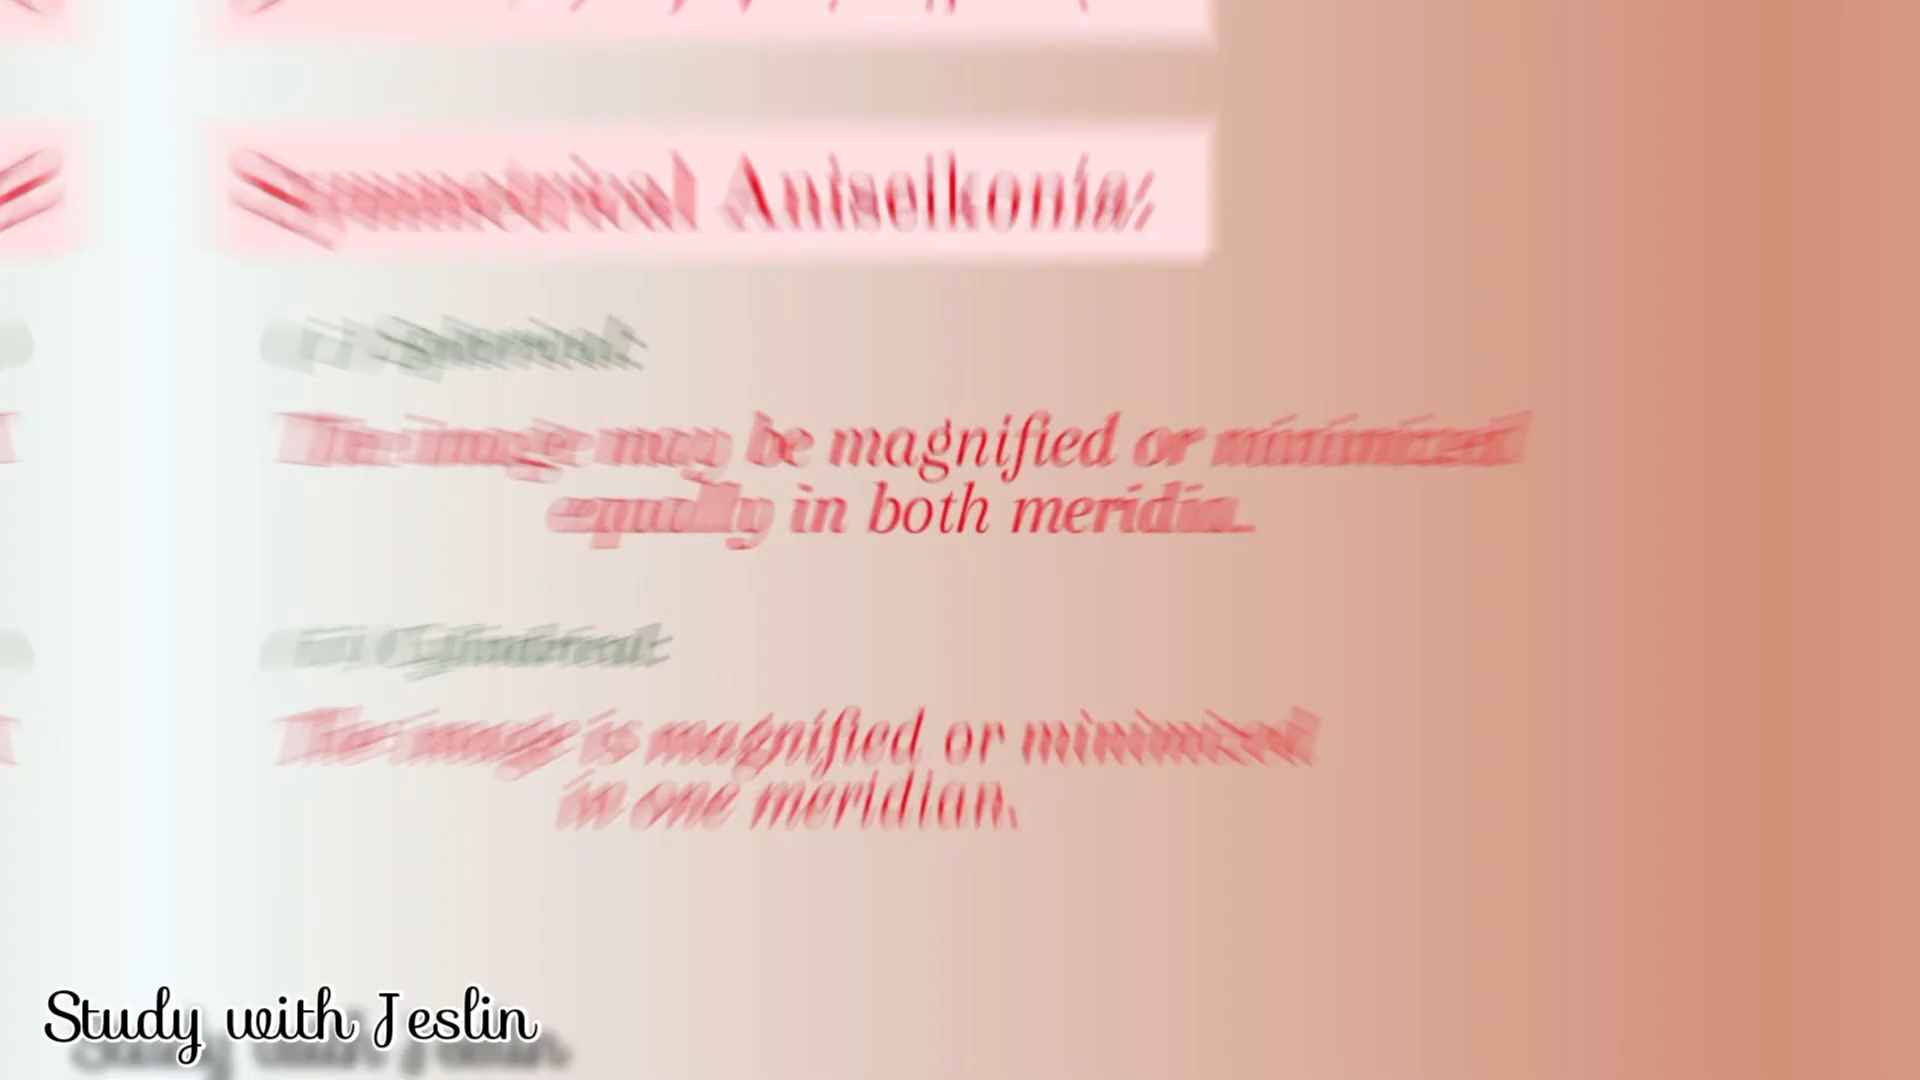 Symmetrical Aniseikonia:
(i) Spherical:
The image may be magnified or minimized
equally in both meridia.
(ii) Cylindrical:
The image is magnified or minimized
in one meridian.
Study with Jeslin